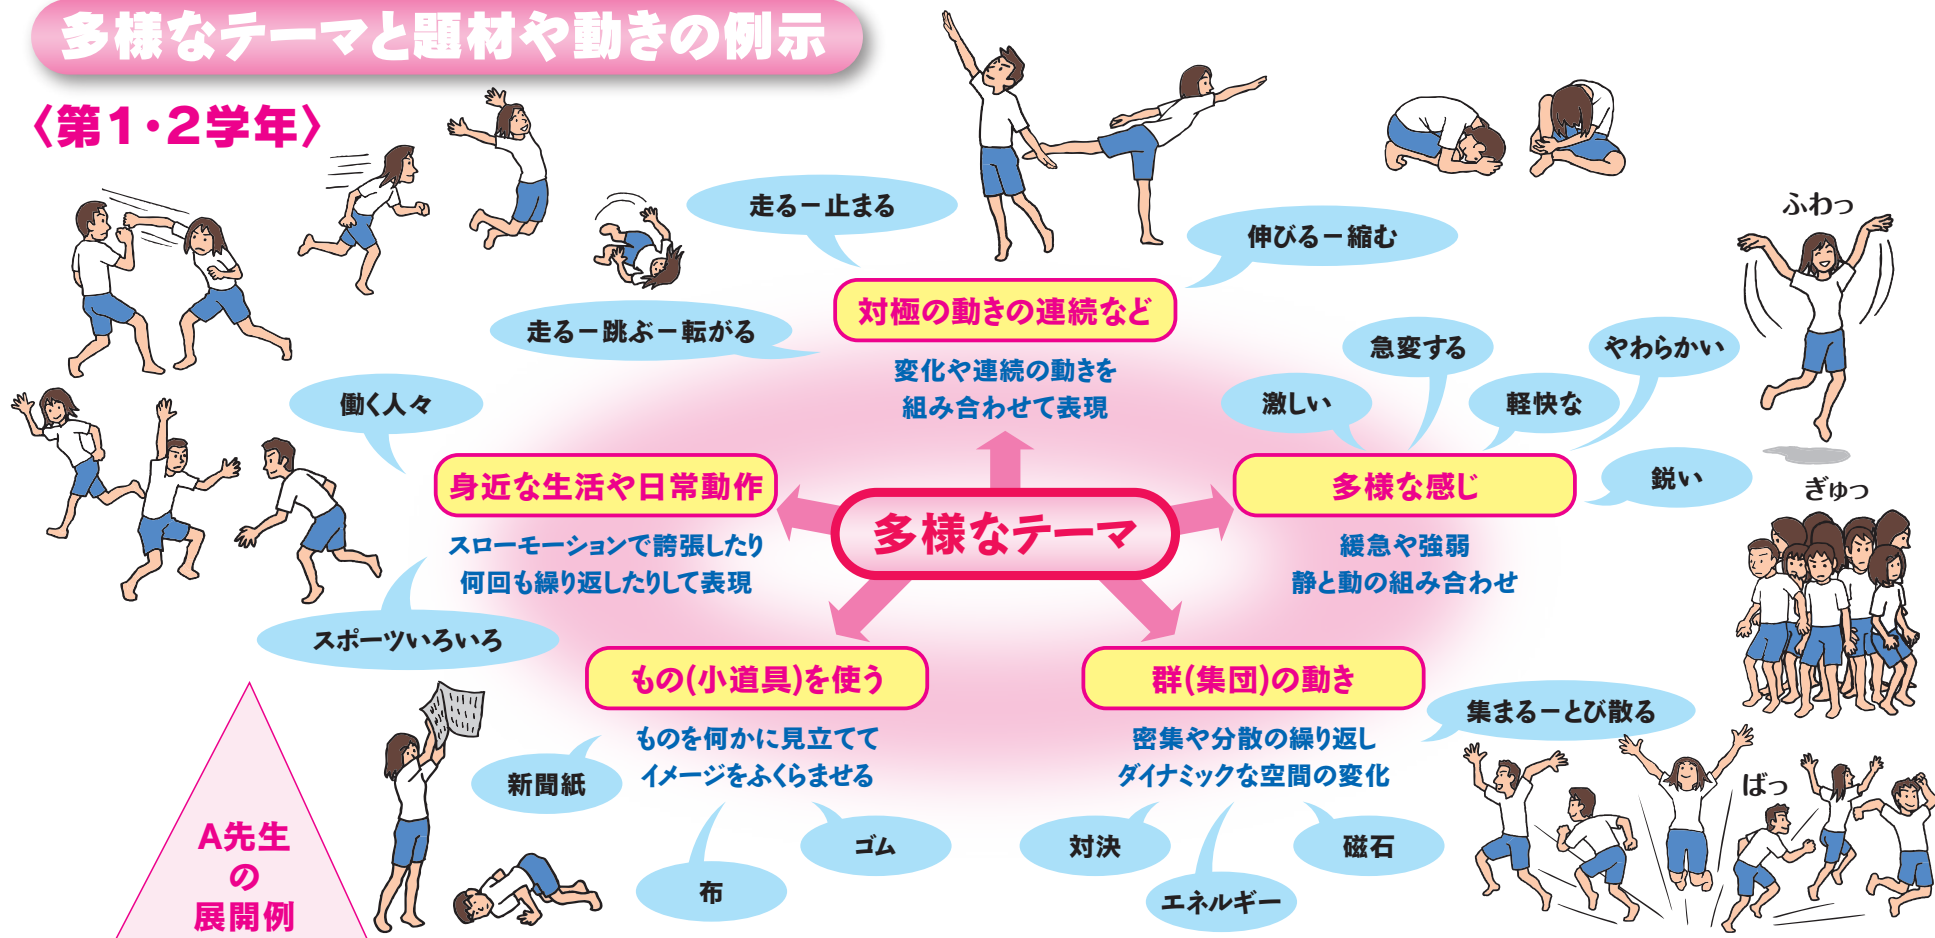 多様なテーマと題材や動きの例示
〈第1・2学年〉
走る－止まる
伸びる－縮む
走る－跳ぶ－転がる
対極の動きの連続など
変化や連続の動きを
組み合わせて表現
ふわっ
急変する
やわらかい
激しい
軽快な
鋭い
働く人々
身近な生活や日常動作
スローモーションで誇張したり
何回も繰り返したりして表現
スポーツいろいろ
多様なテーマ
多様な感じ
緩急や強弱
静と動の組み合わせ
ぎゅっ
もの(小道具)を使う
ものを何かに見立てて
イメージをふくらませる
新聞紙
布
ゴム
群(集団)の動き
密集や分散の繰り返し
ダイナミックな空間の変化
集まる－とび散る
ばっ
対決
エネルギー
磁石
A先生
の
展開例